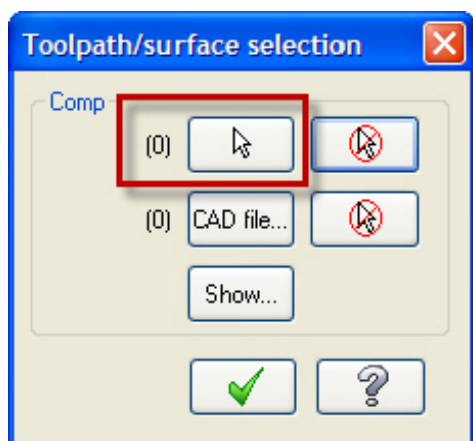 Toolpath/surface selection
Comp
(0)
(0) CAD file...
Show...